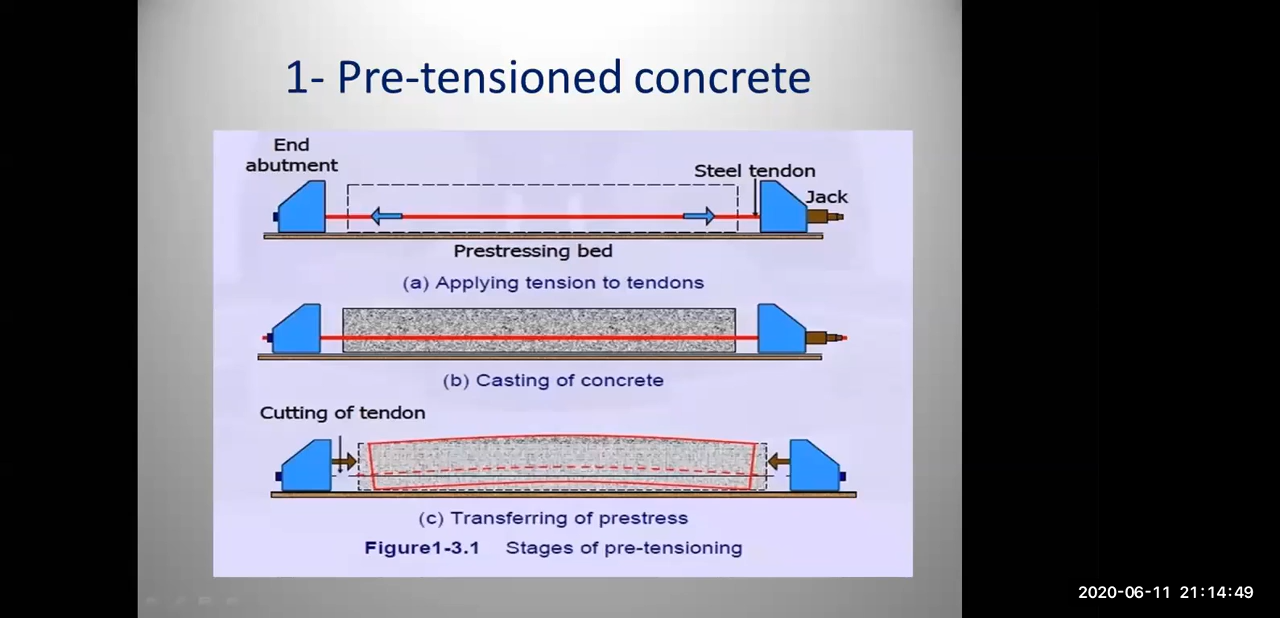 1- Pre-tensioned concrete
End
abutment
Steel tendon
Jack
Prestressing bed
(a) Applying tension to tendons
(b) Casting of concrete
Cutting of tendon
(c) Transferring of prestress
Figure1-3.1 Stages of pre-tensioning
2020-06-11 21:14:49